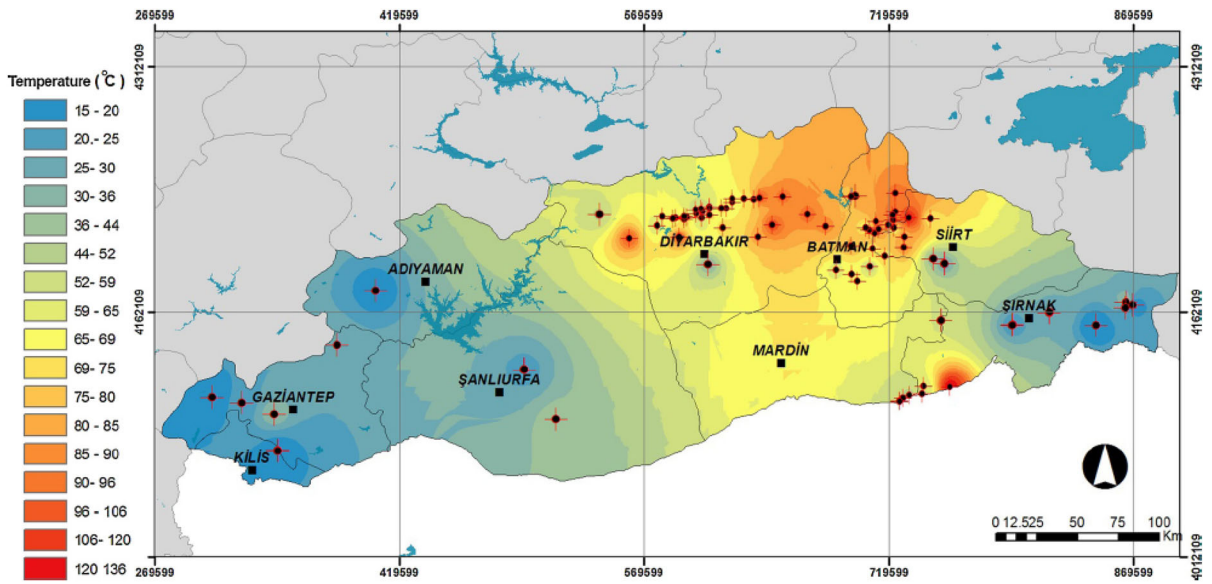 269599 419599 569599 719599 869599
Temperature (°C)
15 - 20
20.- 25
25- 30
30- 36
36- 44
44- 52
52- 59
59- 65
65- 69
69- 75
75- 80
80- 85
85- 90
90- 96
96- 106
106- 120
120 136
4312109
4312109
4162109
4162109
4012109
ADIYAMAN
DİYARBAKIR
BATMAN
SİİRT
ŞIRNAK
MARDİN
ŞANLIURFA
GAZİANTEP
KİLİS
0 12.525 50 75 100
Km
269599 419599 569599 719599 869599